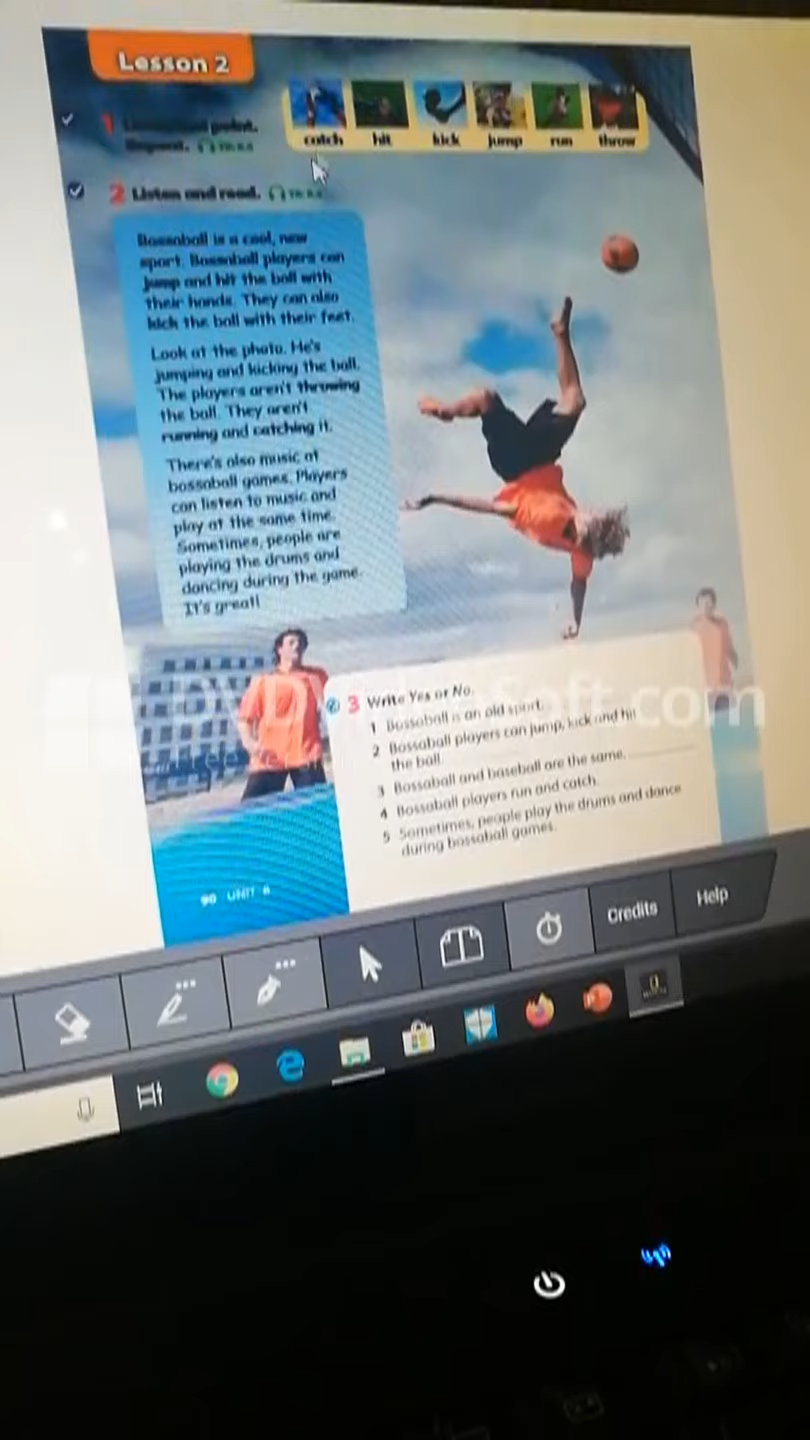 Lesson 2
1 Listen and point.
Repeat.
catch hit kick jump run throw
2 Listen and read.
Bossaball is a cool, new
sport. Bossaball players can
jump and hit the ball with
their hands. They can also
kick the ball with their feet.
Look at the photo. He's
jumping and kicking the ball.
The players aren't throwing
the ball. They aren't
running and catching it.
There's also music at
bossaball games. Players
can listen to music and
play at the same time.
Sometimes, people are
playing the drums and
dancing during the game.
It's great!
3 Write Yes or No.
1 Bossaball is an old sport.
2 Bossaball players can jump, kick and hit
the ball.
3 Bossaball and baseball are the same.
4 Bossaball players run and catch.
5 Sometimes, people play the drums and dance
during bossaball games.
90 UNIT 6
Credits
Help